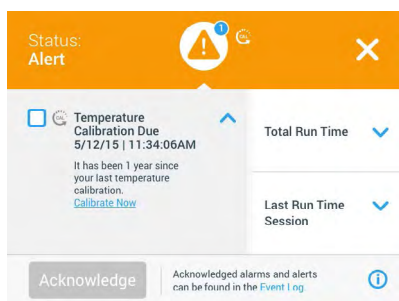 Status:
Alert
1
CAL
CAL
Temperature
Calibration Due
5/12/15 | 11:34:06AM
It has been 1 year since
your last temperature
calibration.
Calibrate Now
Total Run Time
Last Run Time
Session
Acknowledge
Acknowledged alarms and alerts
can be found in the Event Log.